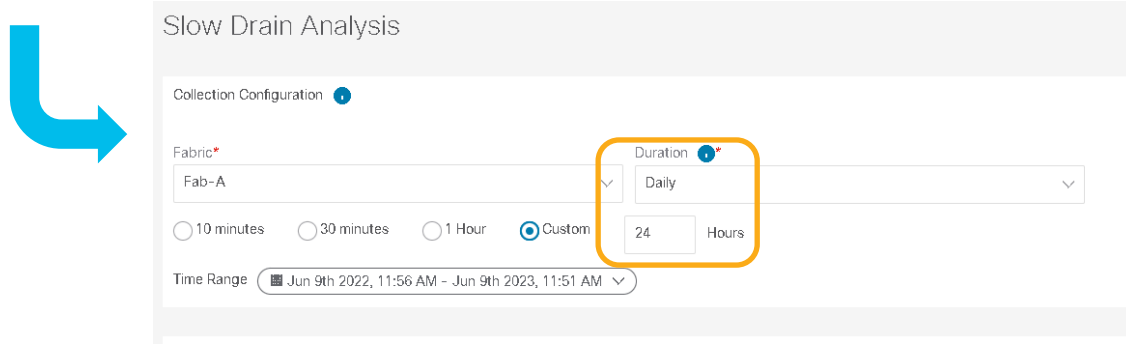 Slow Drain Analysis
Collection Configuration
Fabric* Duration *
Fab-A Daily
10 minutes 30 minutes 1 Hour Custom 24 Hours
Time Range Jun 9th 2022, 11:56 AM - Jun 9th 2023, 11:51 AM